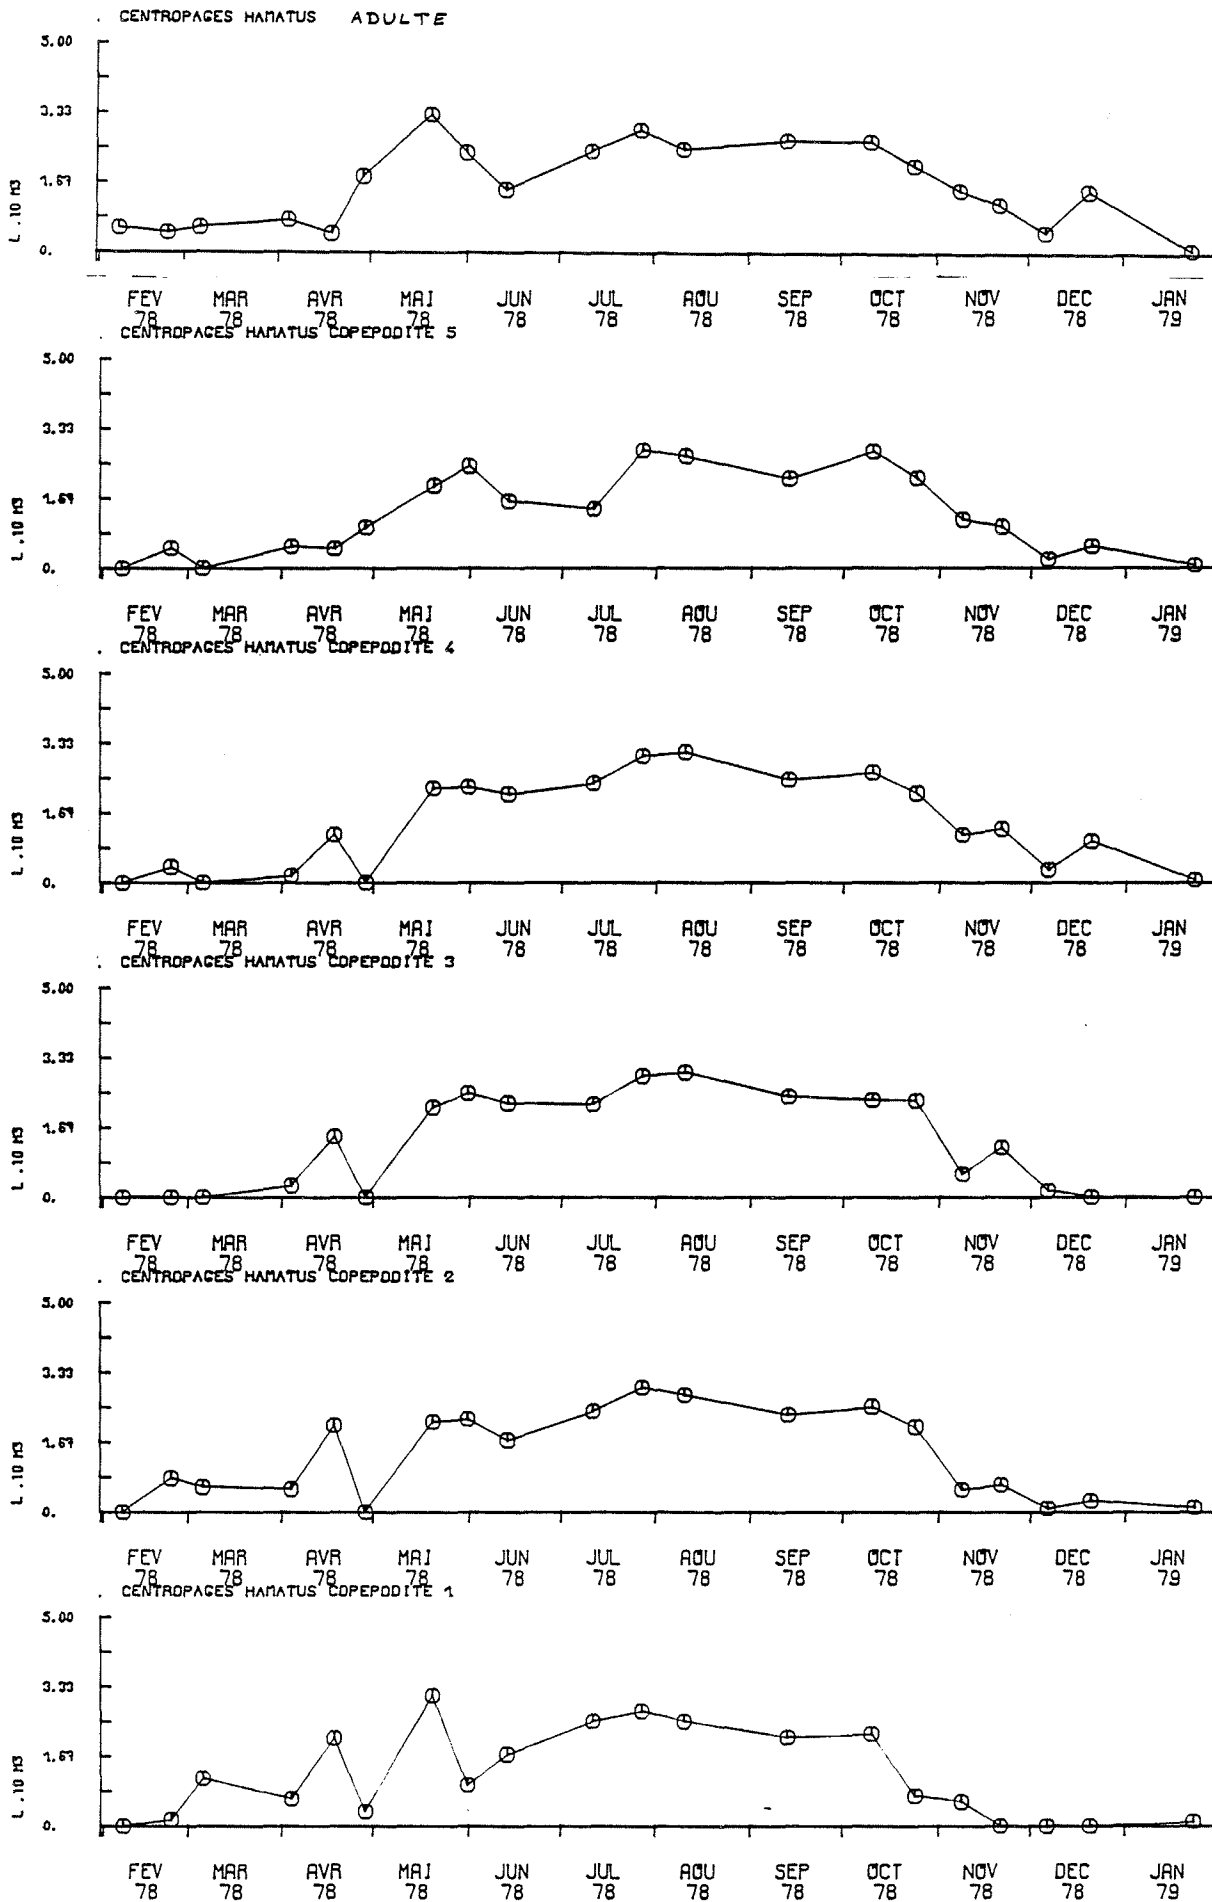 . CENTROPAGES HAMATUS ADULTE
5.00
3.33
1.67
0.
L .10 M3
FEV MAR AVR MAI JUN JUL AOU SEP OCT NOV DEC JAN
78 78 78 78 78 78 78 78 78 78 78 79
. CENTROPAGES HAMATUS COPEPODITE 5
5.00
3.33
1.67
0.
L .10 M3
FEV MAR AVR MAI JUN JUL AOU SEP OCT NOV DEC JAN
78 78 78 78 78 78 78 78 78 78 78 79
. CENTROPAGES HAMATUS COPEPODITE 4
5.00
3.33
1.67
0.
L .10 M3
FEV MAR AVR MAI JUN JUL AOU SEP OCT NOV DEC JAN
78 78 78 78 78 78 78 78 78 78 78 79
. CENTROPAGES HAMATUS COPEPODITE 3
5.00
3.33
1.67
0.
L .10 M3
FEV MAR AVR MAI JUN JUL AOU SEP OCT NOV DEC JAN
78 78 78 78 78 78 78 78 78 78 78 79
. CENTROPAGES HAMATUS COPEPODITE 2
5.00
3.33
1.67
0.
L .10 M3
FEV MAR AVR MAI JUN JUL AOU SEP OCT NOV DEC JAN
78 78 78 78 78 78 78 78 78 78 78 79
. CENTROPAGES HAMATUS COPEPODITE 1
5.00
3.33
1.67
0.
L .10 M3
FEV MAR AVR MAI JUN JUL AOU SEP OCT NOV DEC JAN
78 78 78 78 78 78 78 78 78 78 78 79